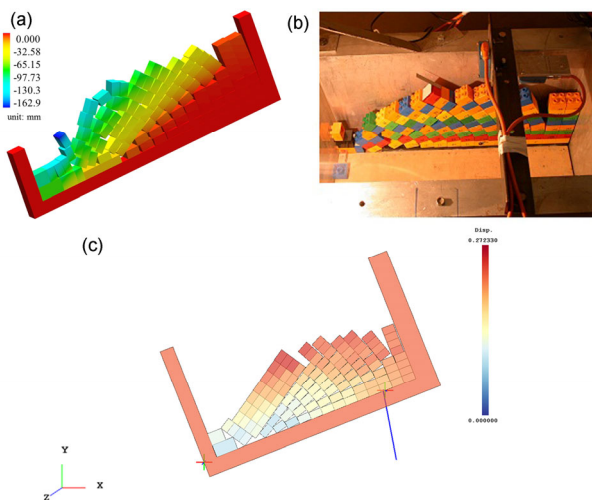 (a)
0.000
-32.58
-65.15
-97.73
-130.3
-162.9
unit: mm
(b)
(c)
Disp.
0.272330
0.000000
Y
X
Z